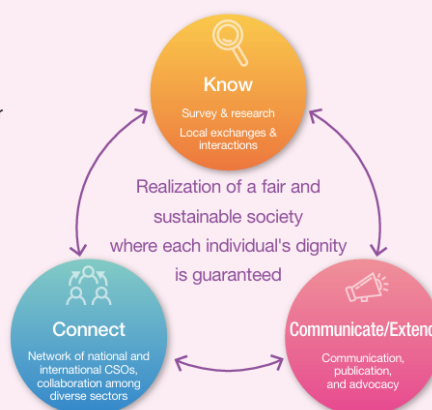 Know
Survey & research
Local exchanges &
interactions
Realization of a fair and
sustainable society
where each individual's dignity
is guaranteed
Connect
Network of national and
international CSOs,
collaboration among
diverse sectors
Communicate/Extend
Communication,
publication,
and advocacy